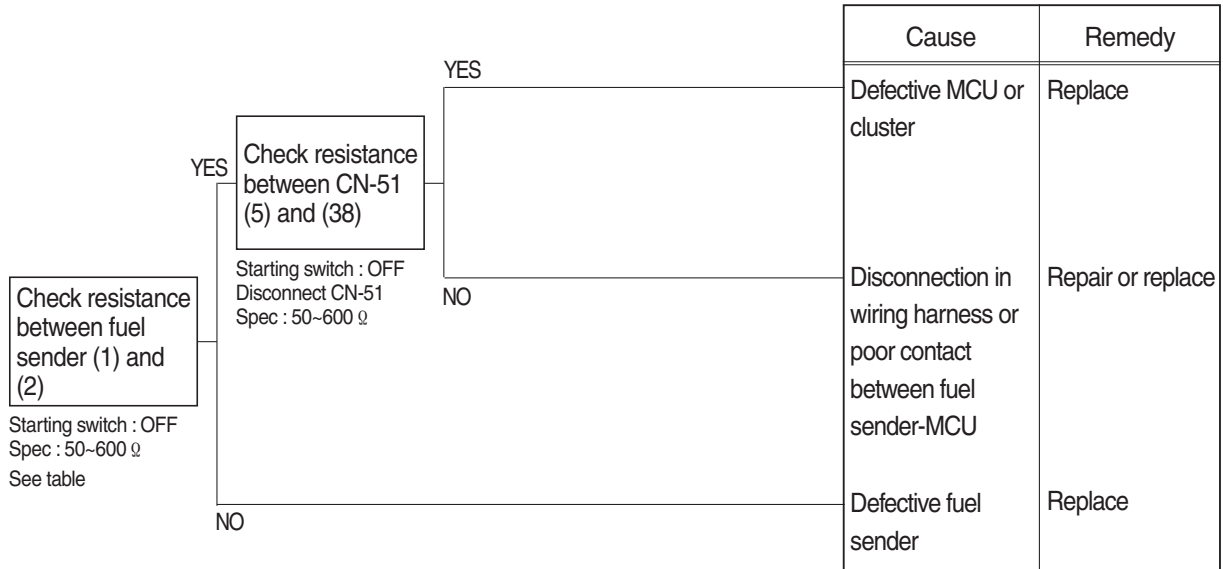 Check resistance
between fuel
sender (1) and
(2)
Starting switch : OFF
Spec : 50~600 Ω
See table
YES
NO
Check resistance
between CN-51
(5) and (38)
Starting switch : OFF
Disconnect CN-51
Spec : 50~600 Ω
YES
NO
Cause Remedy
Defective MCU or Replace
cluster
Disconnection in Repair or replace
wiring harness or
poor contact
between fuel
sender-MCU
Defective fuel Replace
sender